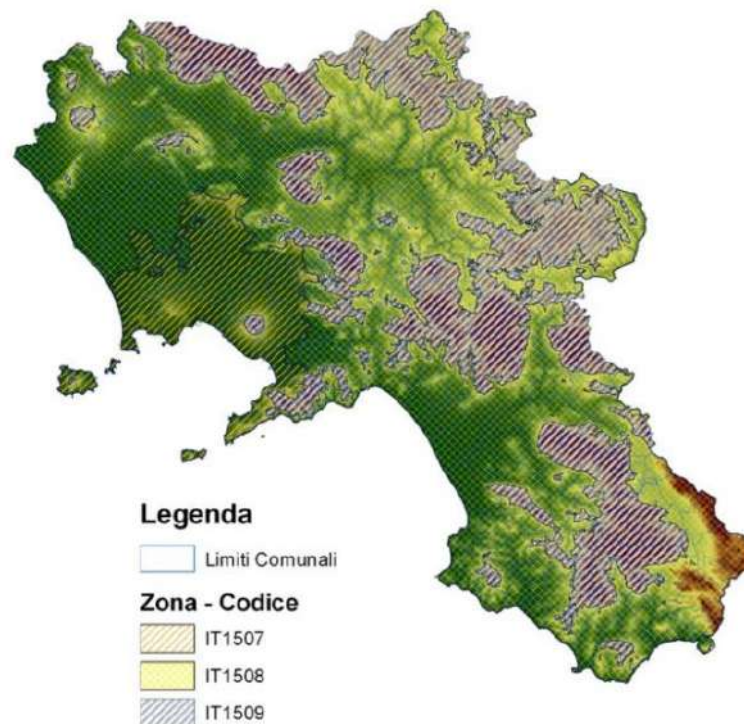 Legenda
Limiti Comunali
Zona - Codice
IT1507
IT1508
IT1509